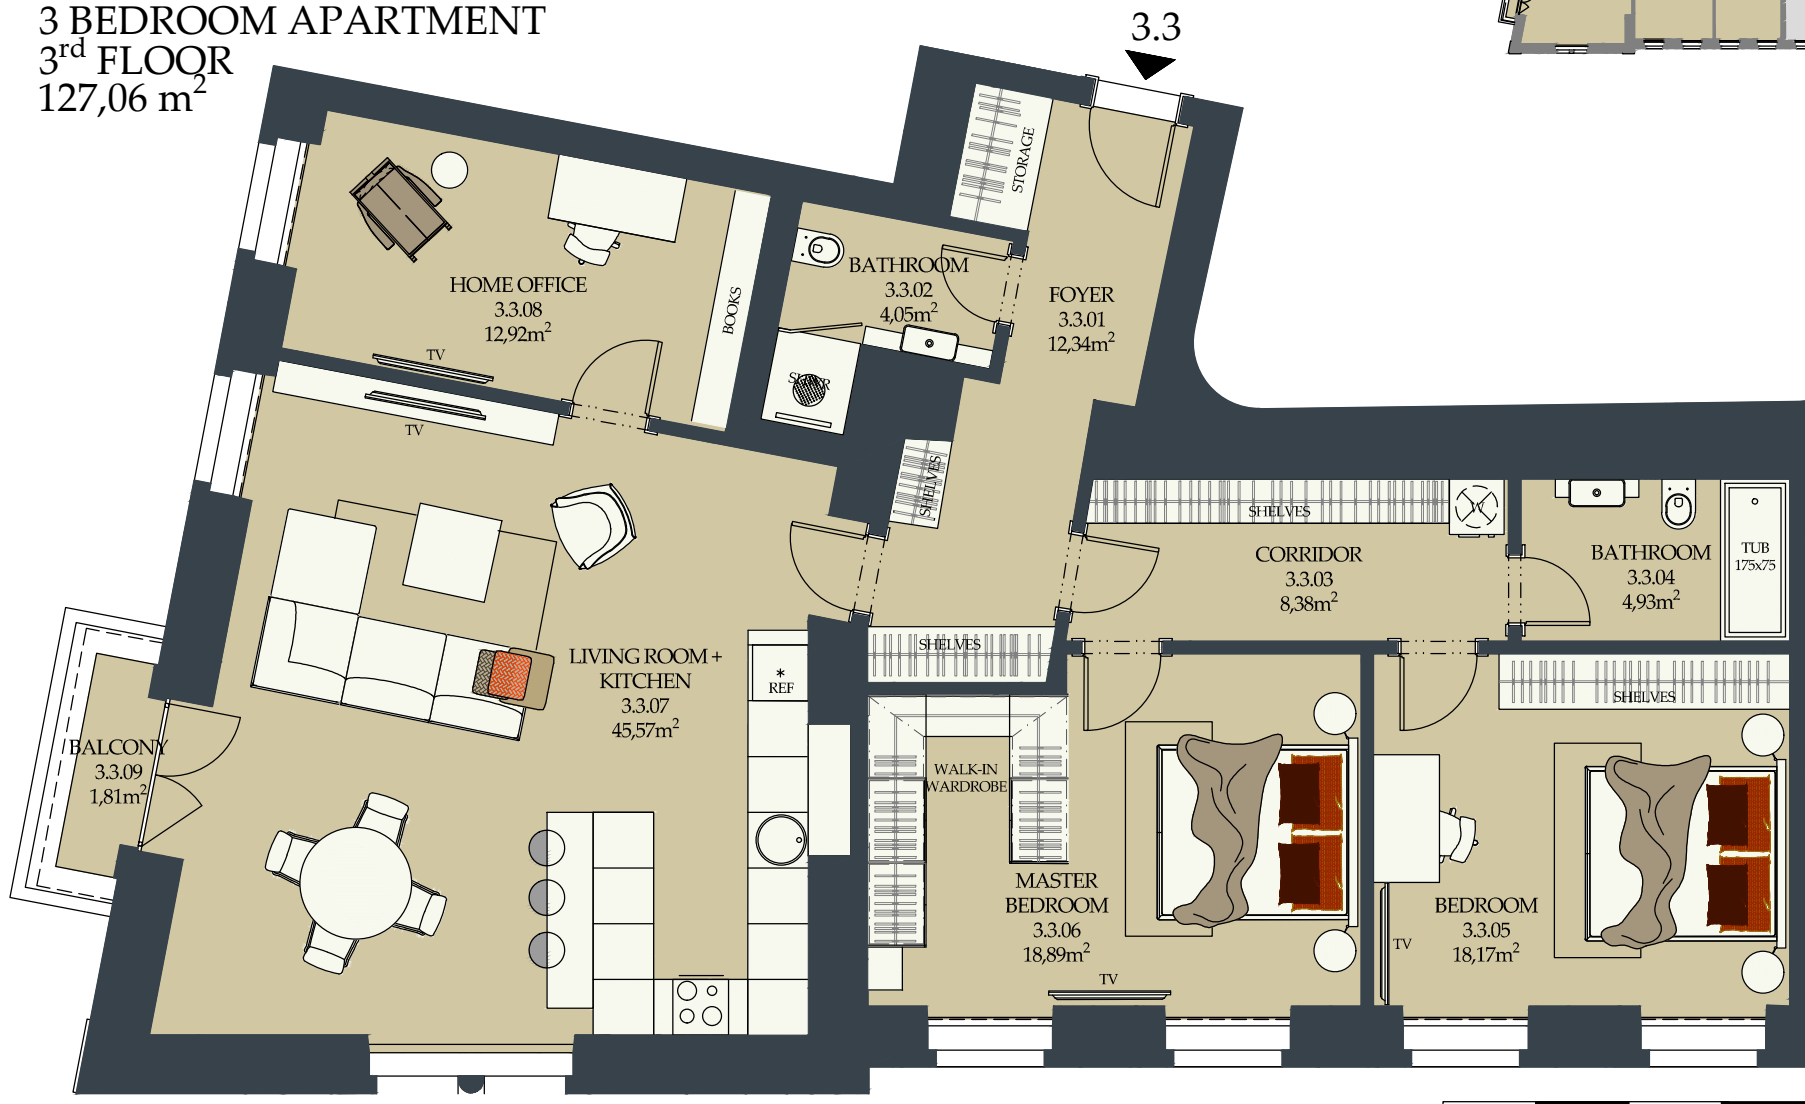 3 BEDROOM APARTMENT
3rd FLOOR
127,06 m²
3.3
STORAGE
HOME OFFICE
3.3.08
12,92m²
BOOKS
TV
BATHROOM
3.3.02
4,05m²
FOYER
3.3.01
12,34m²
TV
SHELVES
SHELVES
W
CORRIDOR
3.3.03
8,38m²
BATHROOM
3.3.04
4,93m²
TUB
175x75
SHELVES
LIVING ROOM +
KITCHEN
3.3.07
45,57m²
*
REF
SHELVES
BALCONY
3.3.09
1,81m²
WALK-IN
WARDROBE
MASTER
BEDROOM
3.3.06
18,89m²
TV
BEDROOM
3.3.05
18,17m²
TV